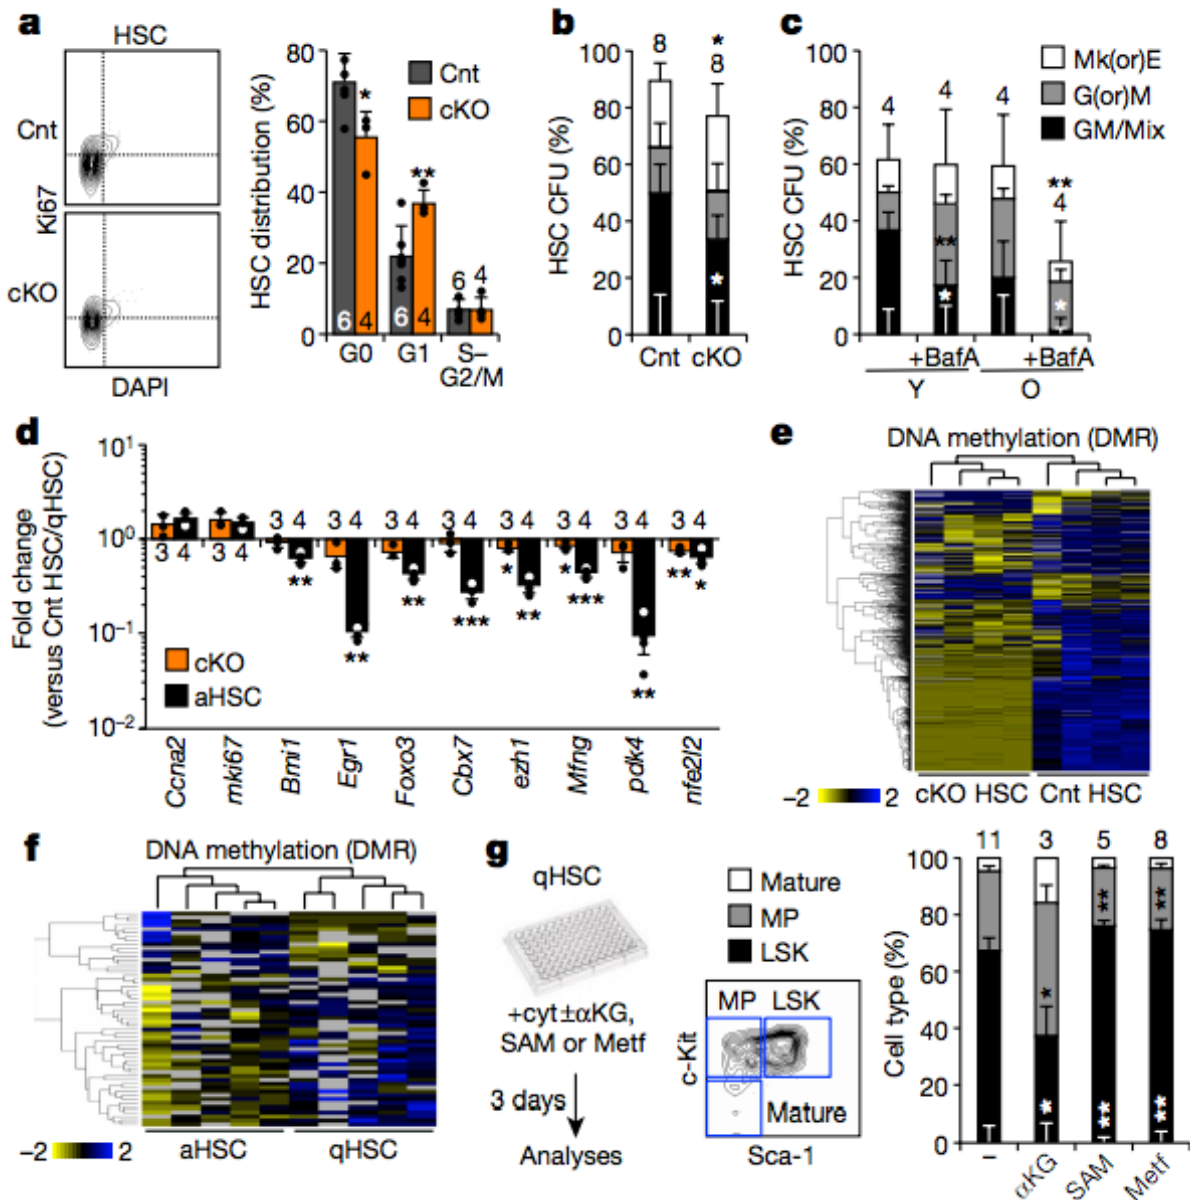 a
HSC
Cnt
Ki67
cKO
DAPI
HSC distribution (%)
80
60
40
20
0
Cnt
cKO
*
**
6 4
6 4
6 4
G0 G1 S–
G2/M
b
HSC CFU (%)
100
80
60
40
20
0
8
*
8
*
Cnt cKO
c
HSC CFU (%)
100
80
60
40
20
0
Mk(or)E
G(or)M
GM/Mix
4 4 4
**
4
**
*
*
+BafA +BafA
Y O
d
Fold change
(versus Cnt HSC/qHSC)
10¹
10⁰
10⁻¹
10⁻²
3 4 3 4 3 4 3 4 3 4 3 4 3 4 3 4
3 4 3 4
** ** ** *** * ** * *** ** ** *
cKO
aHSC
Ccna2
mki67
Bmi1
Egr1
Foxo3
Cbx7
ezh1
Mfng
pdk4
nfe2l2
e
DNA methylation (DMR)
−2 2
cKO HSC Cnt HSC
f
DNA methylation (DMR)
−2 2
aHSC qHSC
g
qHSC
+cyt±αKG,
SAM or Metf
3 days
Analyses
Mature
MP
LSK
MP LSK
Mature
c-Kit
Sca-1
Cell type (%)
100
80
60
40
20
0
11 3 5 8
* ** **
* ** **
–
αKG
SAM
Metf